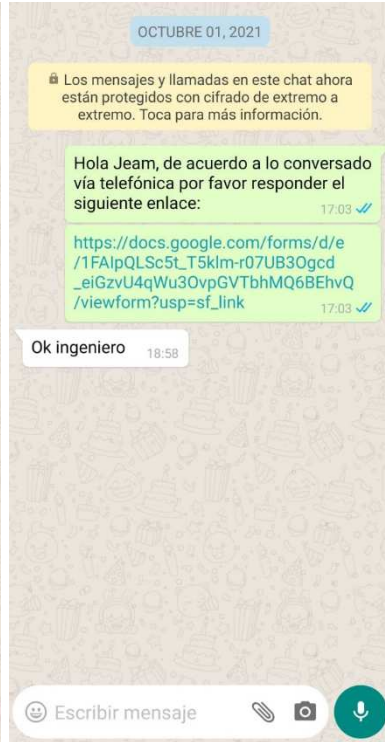 OCTUBRE 01, 2021
Los mensajes y llamadas en este chat ahora
están protegidos con cifrado de extremo a
extremo. Toca para más información.
Hola Jeam, de acuerdo a lo conversado
vía telefónica por favor responder el
siguiente enlace:
17:03
https://docs.google.com/forms/d/e
/1FAIpQLSc5t_T5klm-r07UB3Ogcd
_eiGzvU4qWu3OvpGVTbhMQ6BEhvQ
/viewform?usp=sf_link
17:03
Ok ingeniero
18:58
Escribir mensaje